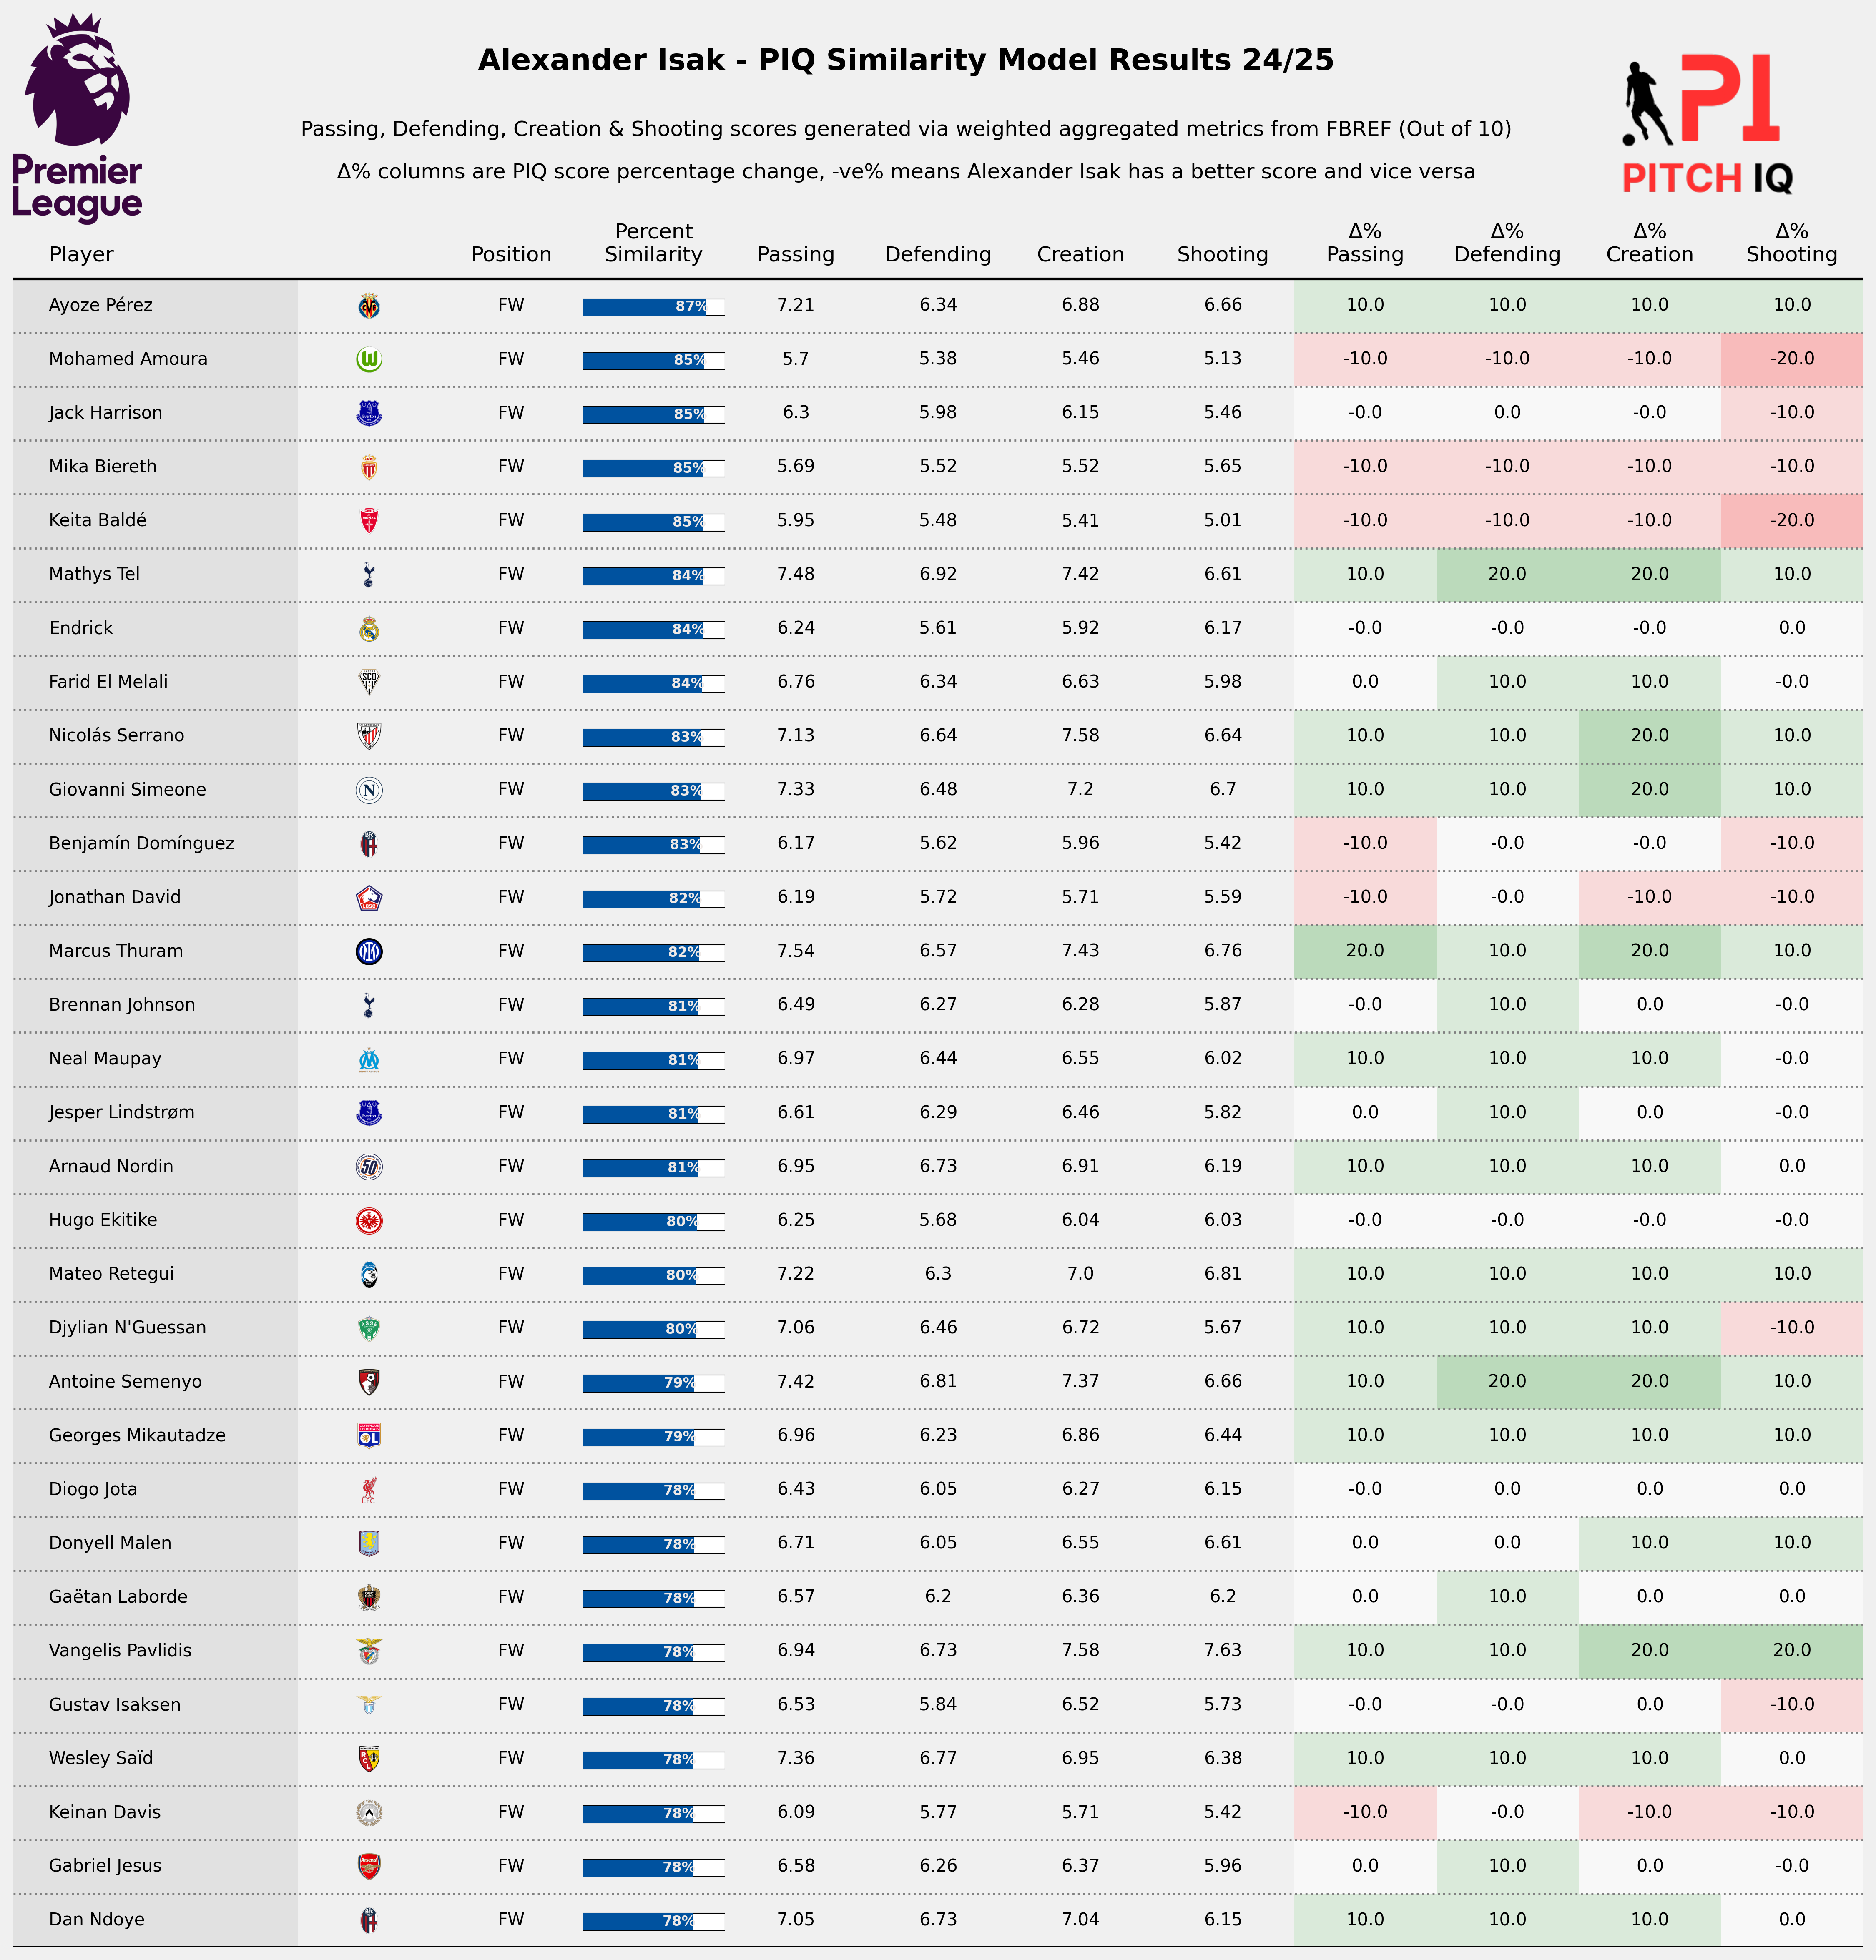 Premier
League
Alexander Isak - PIQ Similarity Model Results 24/25
Passing, Defending, Creation & Shooting scores generated via weighted aggregated metrics from FBREF (Out of 10)
Δ% columns are PIQ score percentage change, -ve% means Alexander Isak has a better score and vice versa
PI
PITCH IQ
Player Position Percent Similarity Passing Defending Creation Shooting Δ% Passing Δ% Defending Δ% Creation Δ% Shooting
Ayoze Pérez FW 87% 7.21 6.34 6.88 6.66 10.0 10.0 10.0 10.0
Mohamed Amoura FW 85% 5.7 5.38 5.46 5.13 -10.0 -10.0 -10.0 -20.0
Jack Harrison FW 85% 6.3 5.98 6.15 5.46 -0.0 0.0 -0.0 -10.0
Mika Biereth FW 85% 5.69 5.52 5.52 5.65 -10.0 -10.0 -10.0 -10.0
Keita Baldé FW 85% 5.95 5.48 5.41 5.01 -10.0 -10.0 -10.0 -20.0
Mathys Tel FW 84% 7.48 6.92 7.42 6.61 10.0 20.0 20.0 10.0
Endrick FW 84% 6.24 5.61 5.92 6.17 -0.0 -0.0 -0.0 0.0
Farid El Melali FW 84% 6.76 6.34 6.63 5.98 0.0 10.0 10.0 -0.0
Nicolás Serrano FW 83% 7.13 6.64 7.58 6.64 10.0 10.0 20.0 10.0
Giovanni Simeone FW 83% 7.33 6.48 7.2 6.7 10.0 10.0 20.0 10.0
Benjamín Domínguez FW 83% 6.17 5.62 5.96 5.42 -10.0 -0.0 -0.0 -10.0
Jonathan David FW 82% 6.19 5.72 5.71 5.59 -10.0 -0.0 -10.0 -10.0
Marcus Thuram FW 82% 7.54 6.57 7.43 6.76 20.0 10.0 20.0 10.0
Brennan Johnson FW 81% 6.49 6.27 6.28 5.87 -0.0 10.0 0.0 -0.0
Neal Maupay FW 81% 6.97 6.44 6.55 6.02 10.0 10.0 10.0 -0.0
Jesper Lindstrøm FW 81% 6.61 6.29 6.46 5.82 0.0 10.0 0.0 -0.0
Arnaud Nordin FW 81% 6.95 6.73 6.91 6.19 10.0 10.0 10.0 0.0
Hugo Ekitike FW 80% 6.25 5.68 6.04 6.03 -0.0 -0.0 -0.0 -0.0
Mateo Retegui FW 80% 7.22 6.3 7.0 6.81 10.0 10.0 10.0 10.0
Djylian N'Guessan FW 80% 7.06 6.46 6.72 5.67 10.0 10.0 10.0 -10.0
Antoine Semenyo FW 79% 7.42 6.81 7.37 6.66 10.0 20.0 20.0 10.0
Georges Mikautadze FW 79% 6.96 6.23 6.86 6.44 10.0 10.0 10.0 10.0
Diogo Jota FW 78% 6.43 6.05 6.27 6.15 -0.0 0.0 0.0 0.0
Donyell Malen FW 78% 6.71 6.05 6.55 6.61 0.0 0.0 10.0 10.0
Gaëtan Laborde FW 78% 6.57 6.2 6.36 6.2 0.0 10.0 0.0 0.0
Vangelis Pavlidis FW 78% 6.94 6.73 7.58 7.63 10.0 10.0 20.0 20.0
Gustav Isaksen FW 78% 6.53 5.84 6.52 5.73 -0.0 -0.0 0.0 -10.0
Wesley Saïd FW 78% 7.36 6.77 6.95 6.38 10.0 10.0 10.0 0.0
Keinan Davis FW 78% 6.09 5.77 5.71 5.42 -10.0 -0.0 -10.0 -10.0
Gabriel Jesus FW 78% 6.58 6.26 6.37 5.96 0.0 10.0 0.0 -0.0
Dan Ndoye FW 78% 7.05 6.73 7.04 6.15 10.0 10.0 10.0 0.0